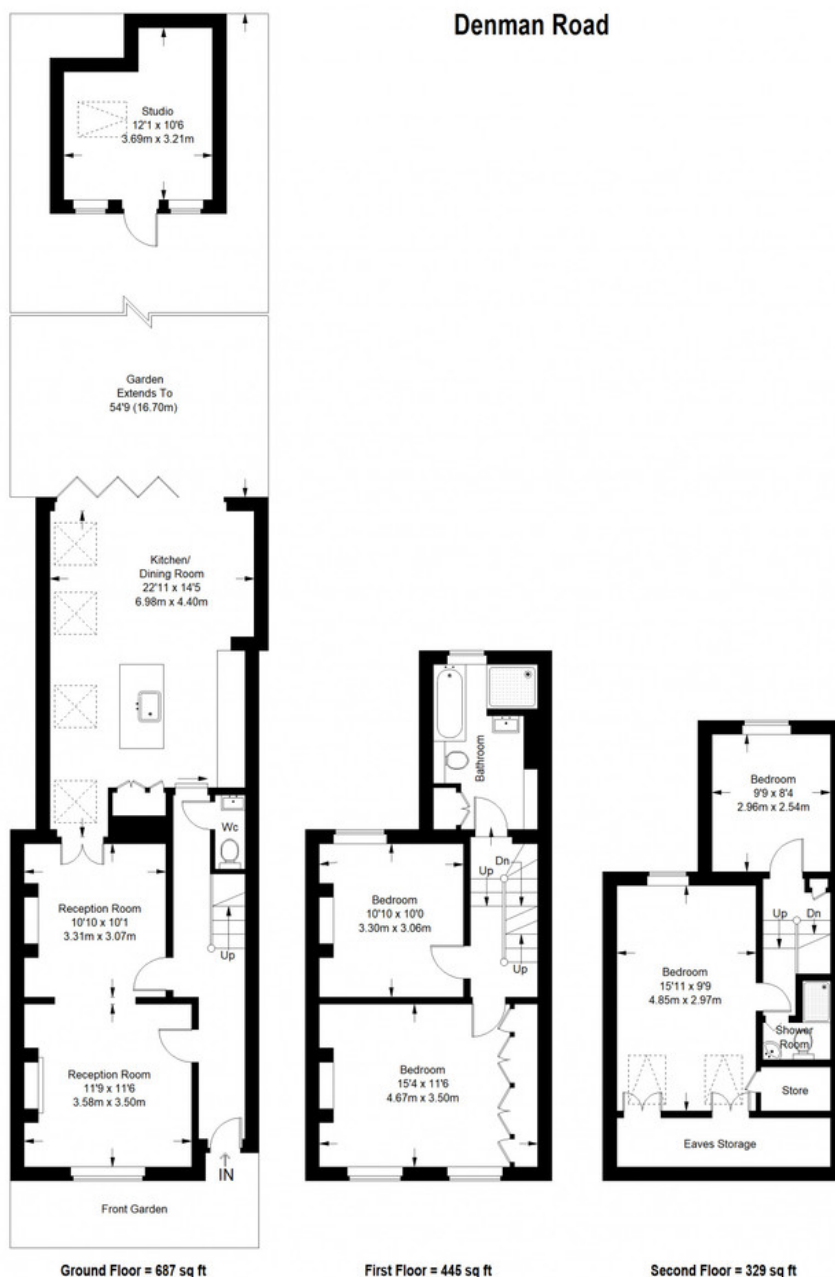 Denman Road
Studio
12'1 x 10'6
3.69m x 3.21m
Garden
Extends To
54'9 (16.70m)
Kitchen/
Dining Room
22'11 x 14'5
6.98m x 4.40m
Wc
Reception Room
10'10 x 10'1
3.31m x 3.07m
Up
Reception Room
11'9 x 11'6
3.58m x 3.50m
IN
Front Garden
Ground Floor = 687 sq ft
Bathroom
Up
Dn
Bedroom
10'10 x 10'0
3.30m x 3.06m
Up
Bedroom
15'4 x 11'6
4.67m x 3.50m
First Floor = 445 sq ft
Bedroom
9'9 x 8'4
2.96m x 2.54m
Up
Dn
Bedroom
15'11 x 9'9
4.85m x 2.97m
Shower
Room
Store
Eaves Storage
Second Floor = 329 sq ft